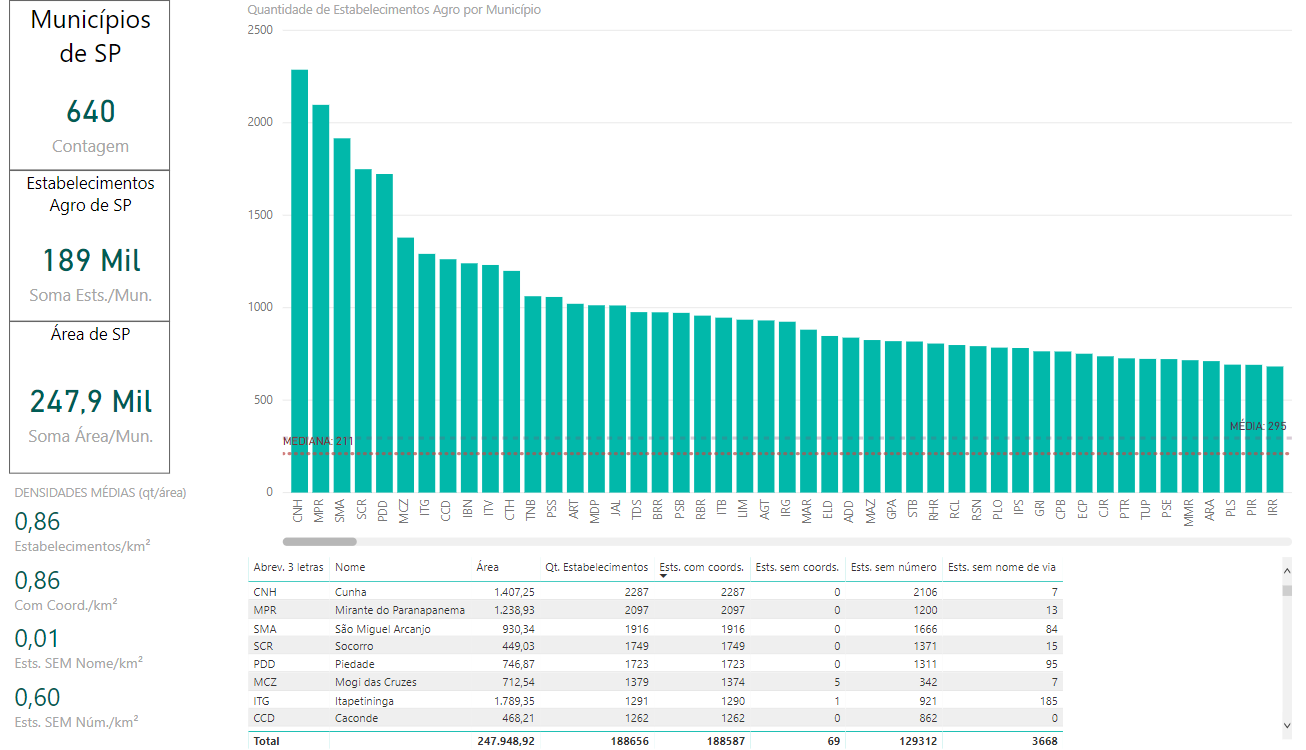 Municípios
de SP
640
Contagem
Estabelecimentos
Agro de SP
189 Mil
Soma Ests./Mun.
Área de SP
247,9 Mil
Soma Área/Mun.
DENSIDADES MÉDIAS (qt/área)
0,86
Estabelecimentos/km²
0,86
Com Coord./km²
0,01
Ests. SEM Nome/km²
0,60
Ests. SEM Núm./km²
Quantidade de Estabelecimentos Agro por Município
2500
2000
1500
1000
500
0
MEDIANA: 211
MÉDIA: 295
CNH MPR SMA SCR PDD MCZ ITG CCD IBN ITV CTH TNB PSS ART MDP JAL TDS BRR PSB RBR ITB LIM AGT IRG MAR ELD ADD MAZ GPA STB RHR RCL RSN PLO IPS GRI CPB ECP CJR PTR TUP PSE MMR ARA PLS PIR IRR
Abrev. 3 letras Nome Área Qt. Estabelecimentos Ests. com coords. Ests. sem coords. Ests. sem número Ests. sem nome de via
CNH Cunha 1.407,25 2287 2287 0 2106 7
MPR Mirante do Paranapanema 1.238,93 2097 2097 0 1200 13
SMA São Miguel Arcanjo 930,34 1916 1916 0 1666 84
SCR Socorro 449,03 1749 1749 0 1371 15
PDD Piedade 746,87 1723 1723 0 1311 95
MCZ Mogi das Cruzes 712,54 1379 1374 5 342 7
ITG Itapetininga 1.789,35 1291 1290 1 921 185
CCD Caconde 468,21 1262 1262 0 862 0
Total 247.948,92 188656 188587 69 129312 3668